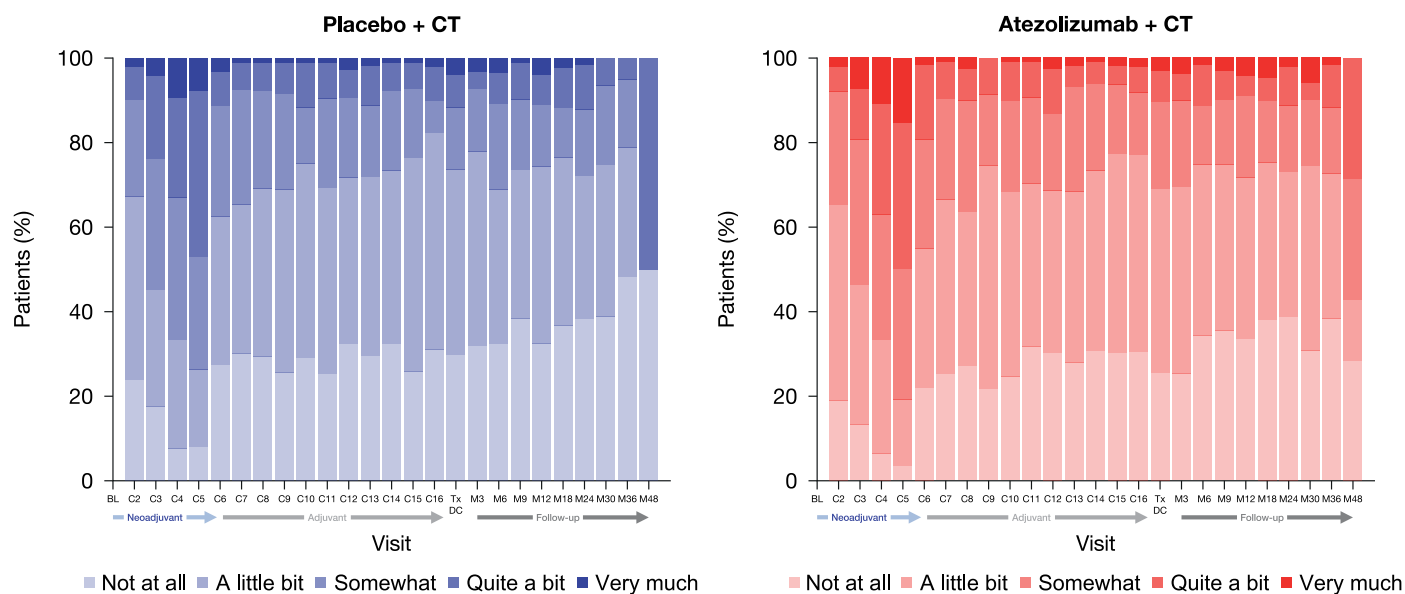 Placebo + CT
Patients (%)
100
80
60
40
20
0
BL C2 C3 C4 C5 C6 C7 C8 C9 C10 C11 C12 C13 C14 C15 C16 Tx DC M3 M6 M9 M12 M18 M24 M30 M36 M48
Neoadjuvant Adjuvant Follow-up
Visit
Not at all A little bit Somewhat Quite a bit Very much
Atezolizumab + CT
Patients (%)
100
80
60
40
20
0
BL C2 C3 C4 C5 C6 C7 C8 C9 C10 C11 C12 C13 C14 C15 C16 Tx DC M3 M6 M9 M12 M18 M24 M30 M36 M48
Neoadjuvant Adjuvant Follow-up
Visit
Not at all A little bit Somewhat Quite a bit Very much